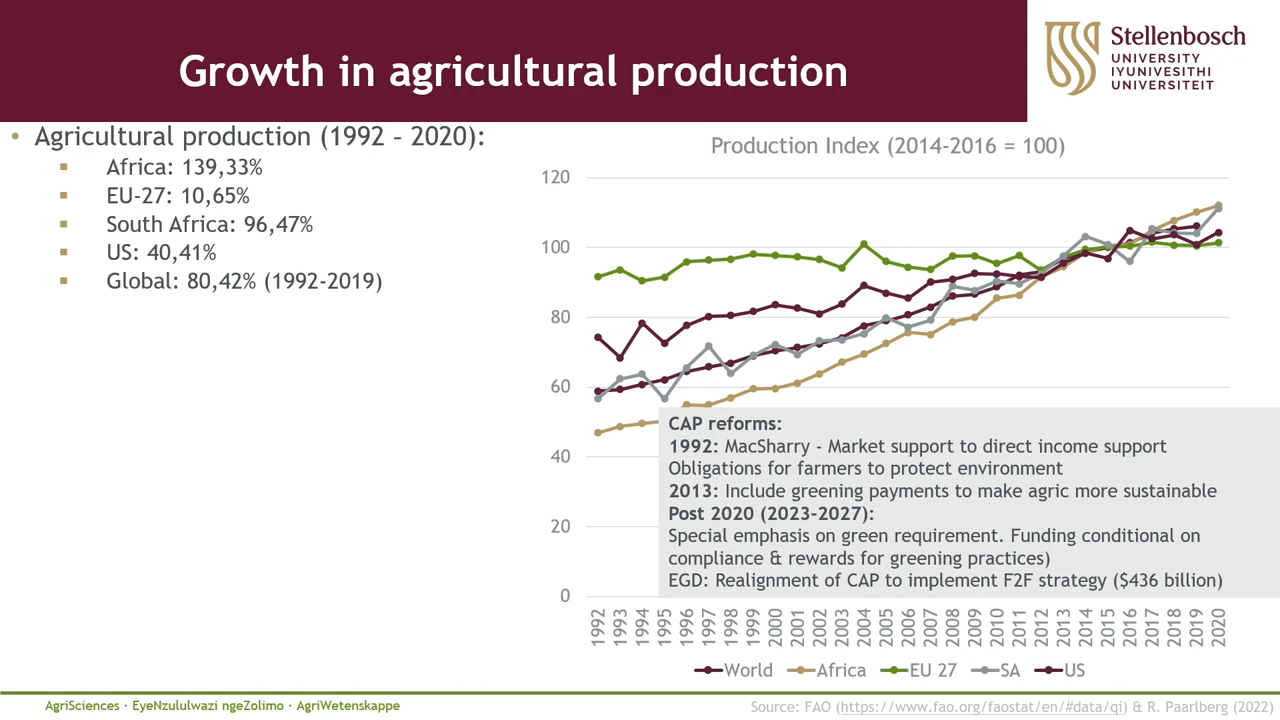 Growth in agricultural production
Stellenbosch
UNIVERSITY
IYUNIVESITHI
UNIVERSITEIT
• Agricultural production (1992 – 2020):
▪ Africa: 139,33%
▪ EU-27: 10,65%
▪ South Africa: 96,47%
▪ US: 40,41%
▪ Global: 80,42% (1992-2019)
Production Index (2014-2016 = 100)
120
100
80
60
40
20
0
CAP reforms:
1992: MacSharry - Market support to direct income support
Obligations for farmers to protect environment
2013: Include greening payments to make agric more sustainable
Post 2020 (2023-2027):
Special emphasis on green requirement. Funding conditional on
compliance & rewards for greening practices)
EGD: Realignment of CAP to implement F2F strategy ($436 billion)
1992 1993 1994 1995 1996 1997 1998 1999 2000 2001 2002 2003 2004 2005 2006 2007 2008 2009 2010 2011 2012 2013 2014 2015 2016 2017 2018 2019 2020
World Africa EU 27 SA US
AgriSciences · EyeNzululwazi ngeZolimo · AgriWetenskappe
Source: FAO (https://www.fao.org/faostat/en/#data/qi) & R. Paarlberg (2022)